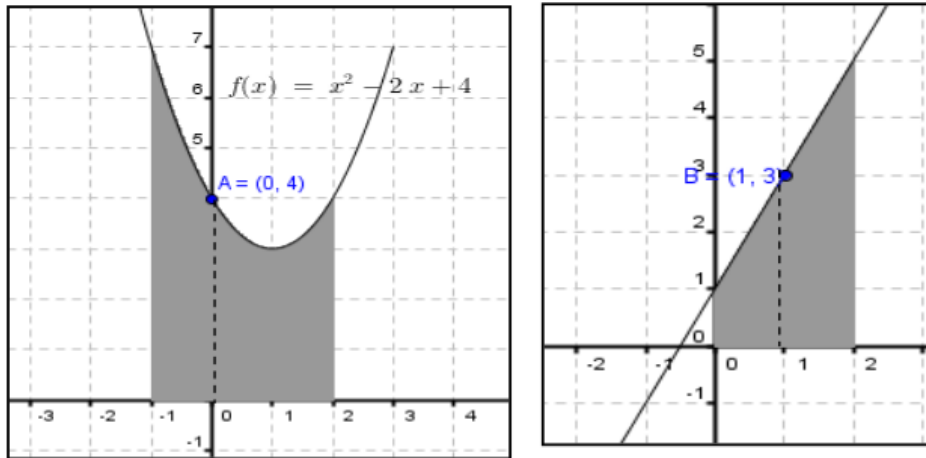 7
f(x) = x² − 2 x + 4
6
5
A = (0, 4)
-3 -2 -1 0 1 2 3 4
-1
5
4
B = (1, 3
3
2
1
0
-2 -1 0 1 2
-1